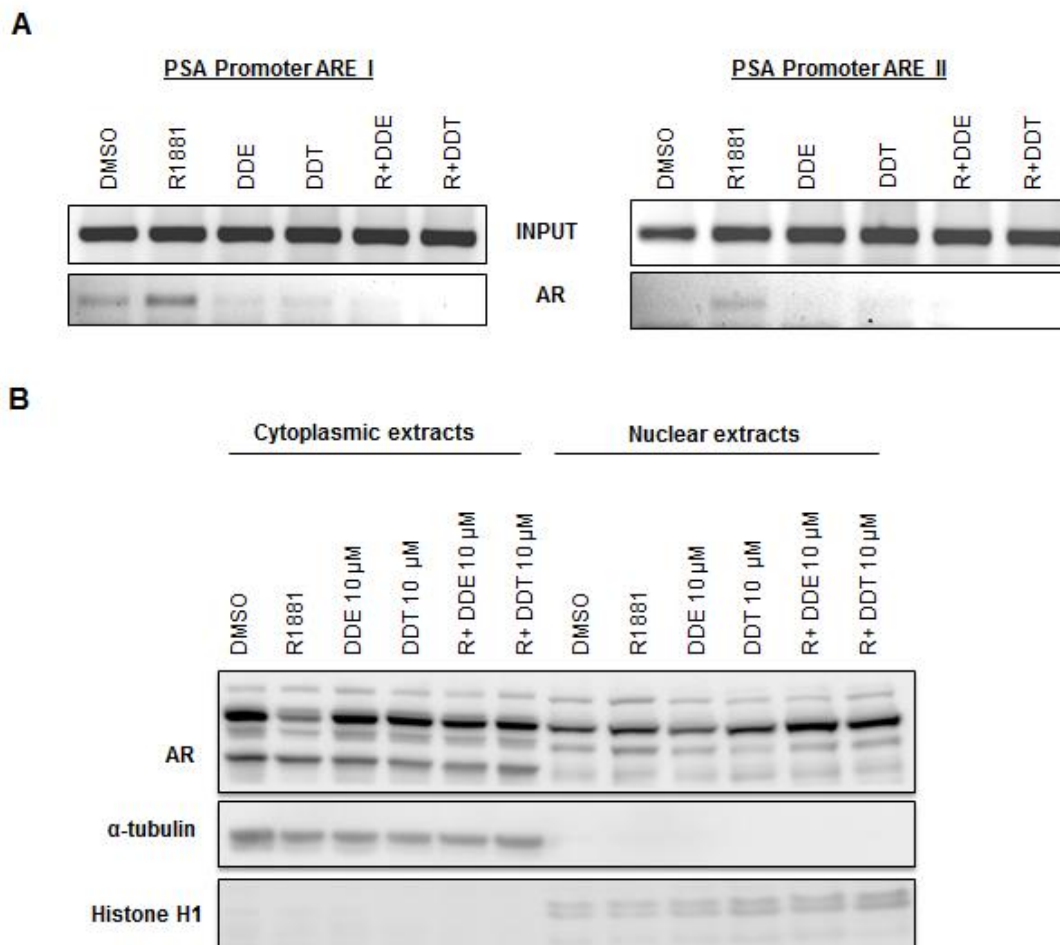 A
PSA Promoter ARE I
PSA Promoter ARE II
DMSO
R1881
DDE
DDT
R+DDE
R+DDT
DMSO
R1881
DDE
DDT
R+DDE
R+DDT
INPUT
AR
B
Cytoplasmic extracts
Nuclear extracts
DMSO
R1881
DDE 10 µM
DDT 10 µM
R+ DDE 10 µM
R+ DDT 10 µM
DMSO
R1881
DDE 10 µM
DDT 10 µM
R+ DDE 10 µM
R+ DDT 10 µM
AR
α-tubulin
Histone H1